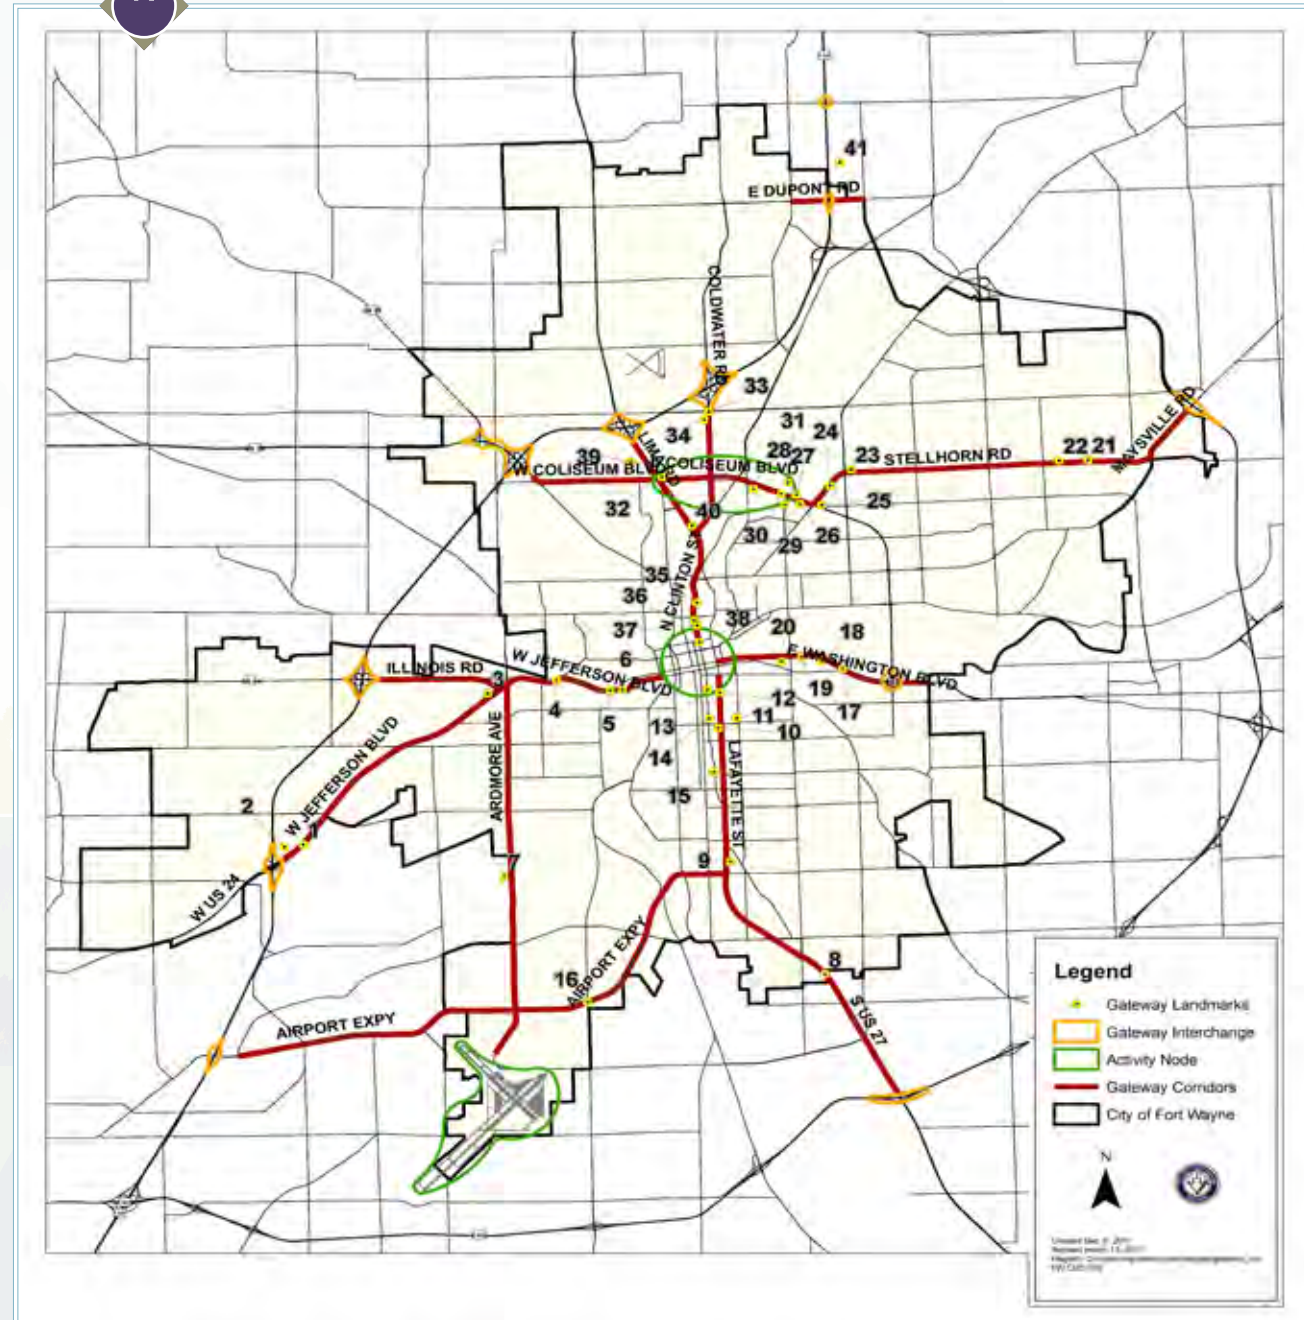 41
E DUPONT RD
COLDWATER RD
33
31
24
34
28
27
23
STELLHORN RD
22
21
MAYSVILLE RD
39
LIMA RD
W COLISEUM BLVD
COLISEUM BLVD
25
32
40
30
29
26
N CLINTON ST
35
36
37
38
20
18
6
E WASHINGTON BLVD
ILLINOIS RD
3
W JEFFERSON BLVD
4
5
12
19
17
13
11
10
14
15
ARDMORE AVE
LAFAYETTE ST
W JEFFERSON BLVD
2
1
7
9
W US 24
AIRPORT EXPY
16
8
S US 27
AIRPORT EXPY
Legend
Gateway Landmarks
Gateway Interchange
Activity Node
Gateway Corridors
City of Fort Wayne
N